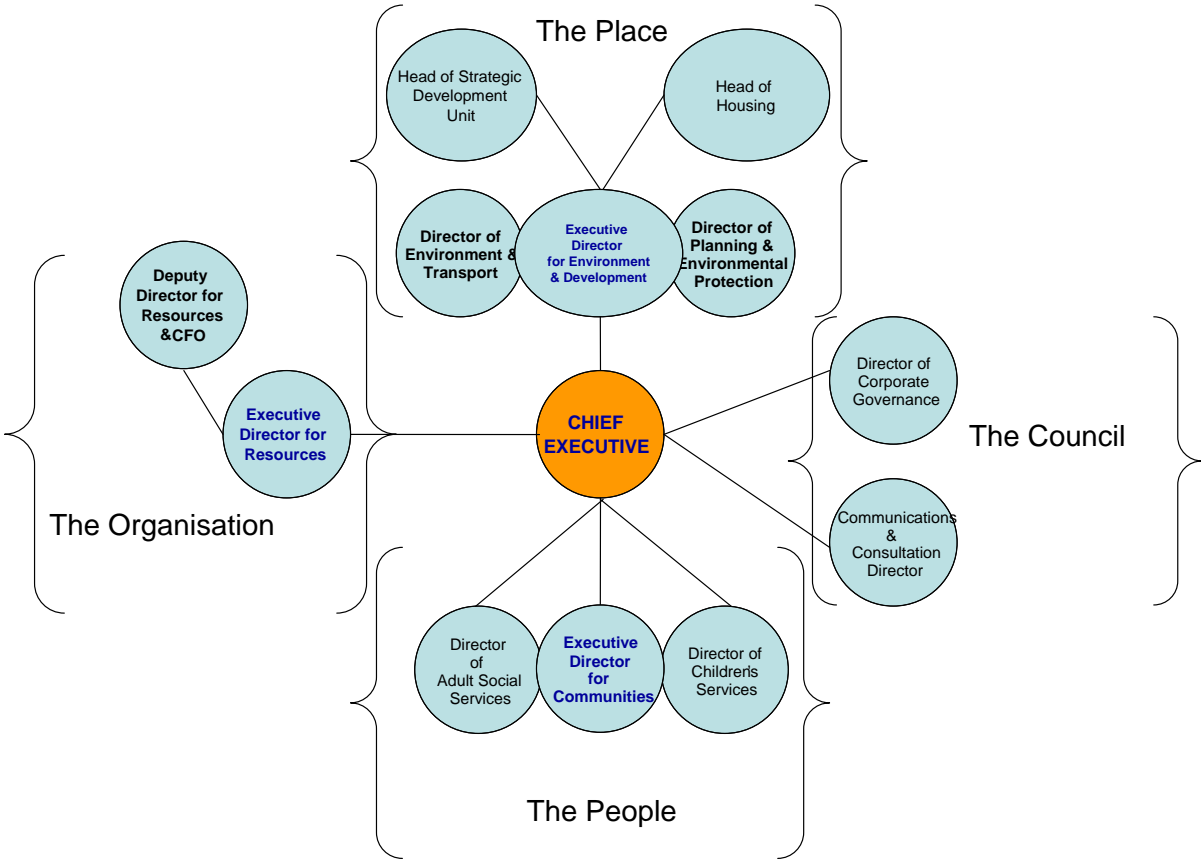 The Place
Head of Strategic
Development
Unit
Head of
Housing
Director of
Environment &
Transport
Executive
Director
for Environment
& Development
Director of
Planning &
Environmental
Protection
Deputy
Director for
Resources
&CFO
Executive
Director for
Resources
The Organisation
CHIEF
EXECUTIVE
Director of
Corporate
Governance
The Council
Communications
&
Consultation
Director
Director
of
Adult Social
Services
Executive
Director
for
Communities
Director of
Children's
Services
The People